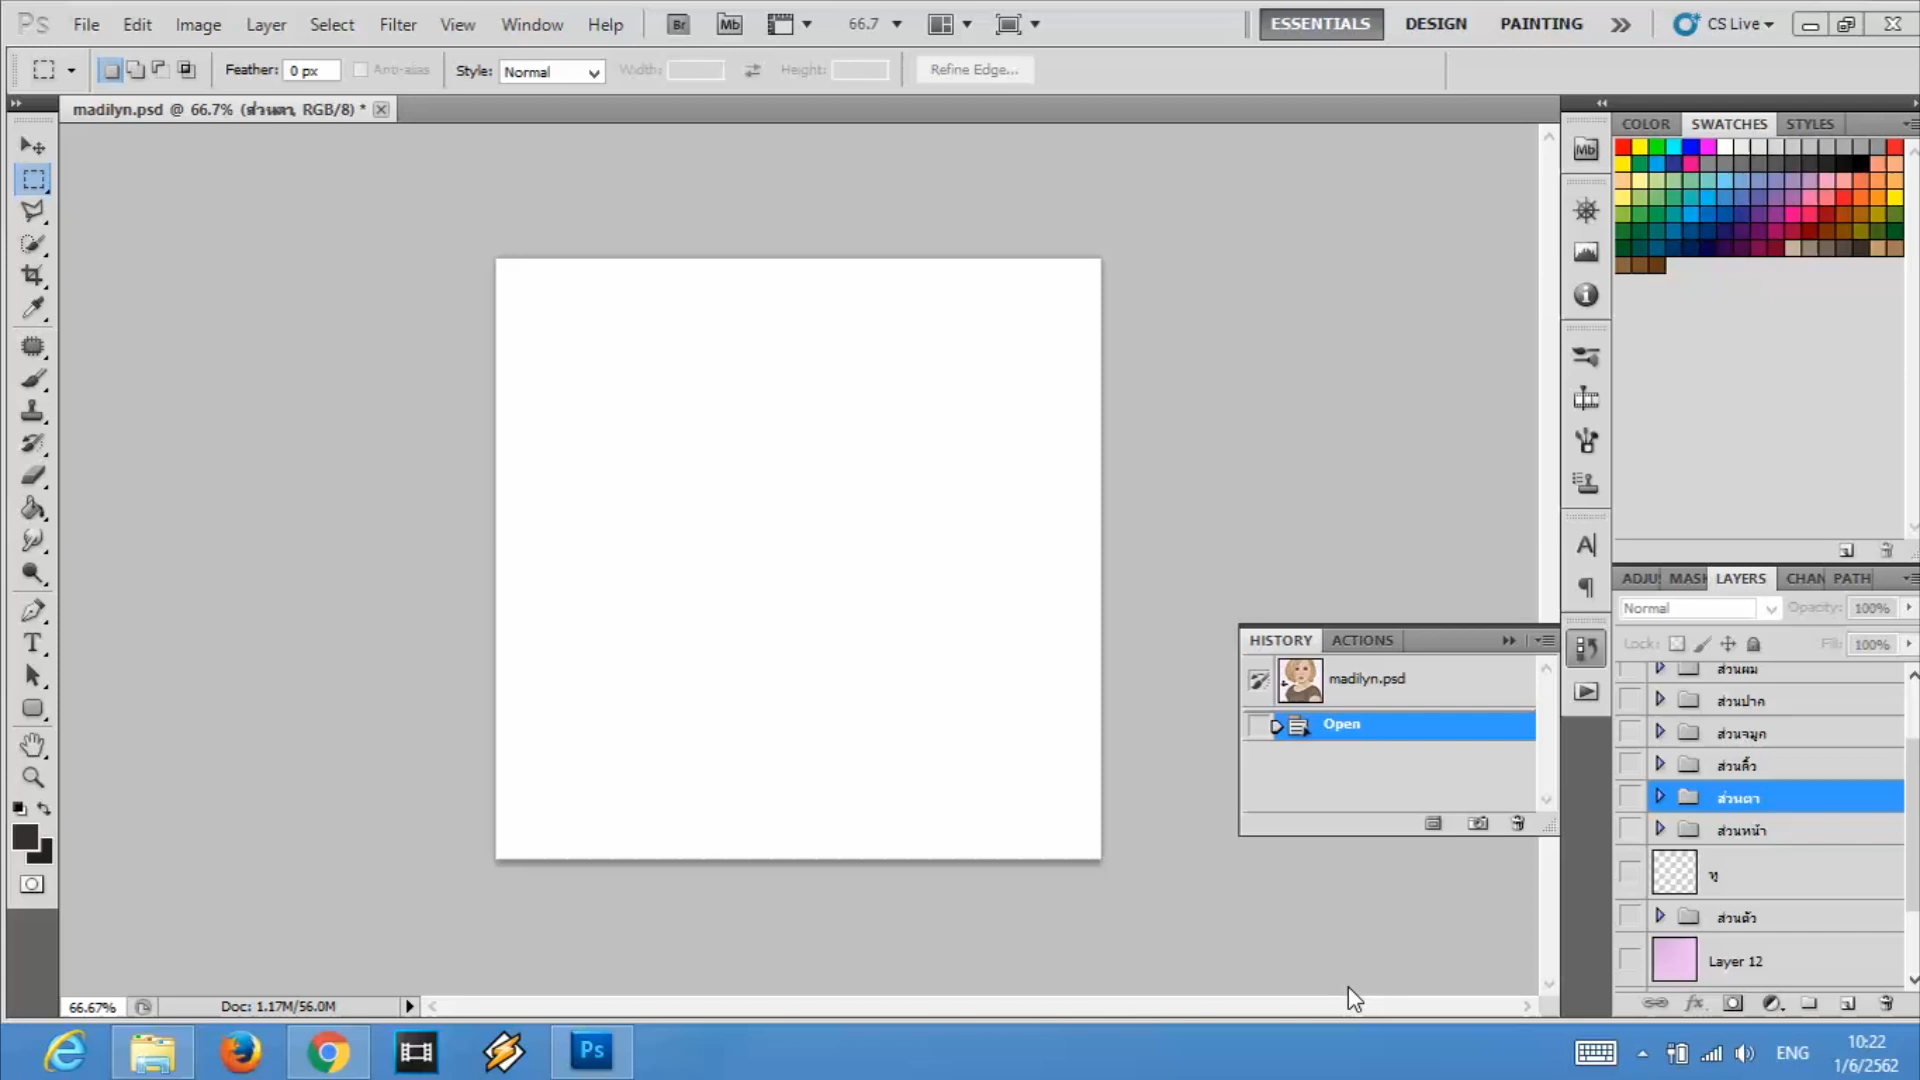 Ps File Edit Image Layer Select Filter View Window Help Br Mb 66.7 ESSENTIALS DESIGN PAINTING CS Live
Feather: 0 px Anti-alias Style: Normal Width: Height: Refine Edge...
madilyn.psd @ 66.7% (ส่วนตา, RGB/8) *
COLOR SWATCHES STYLES
Mb
ADJU MASK LAYERS CHAN PATH
Normal Opacity: 100%
Lock: Fill: 100%
HISTORY ACTIONS
madilyn.psd
Open
ส่วนผม
ส่วนปาก
ส่วนจมูก
ส่วนคิ้ว
ส่วนตา
ส่วนหน้า
หู
ส่วนตัว
Layer 12
66.67% Doc: 1.17M/56.0M
Ps
ENG
10:22
1/6/2562